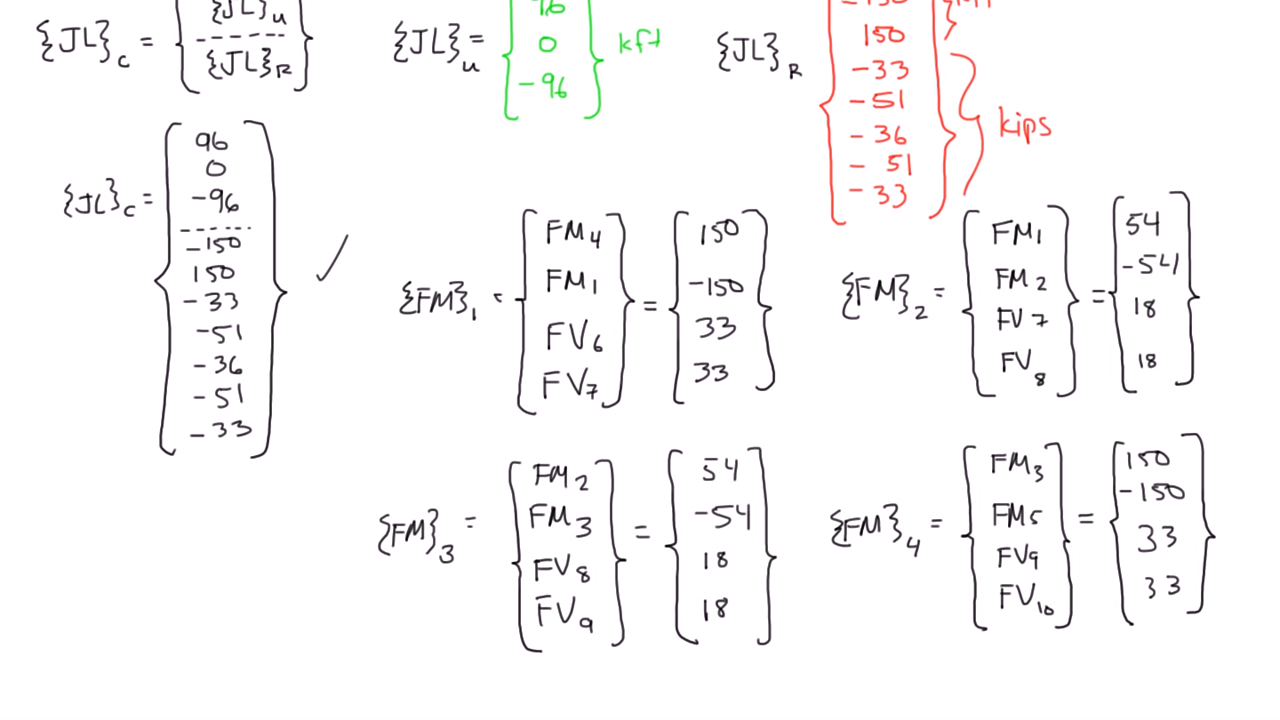 {JL}c = { {JL}u / {JL}R }
{JL}u = { 96 0 -96 } kft
{JL}R { -150 150 -33 -51 -36 -51 -33 } kips
{JL}c = { 96 0 -96 -150 150 -33 -51 -36 -51 -33 } ✓
{FM}1 = { FM4 FM1 FV6 FV7 } = { 150 -150 33 33 }
{FM}2 = { FM1 FM2 FV7 FV8 } = { 54 -54 18 18 }
{FM}3 = { FM2 FM3 FV8 FV9 } = { 54 -54 18 18 }
{FM}4 = { FM3 FM5 FV9 FV10 } = { 150 -150 33 33 }